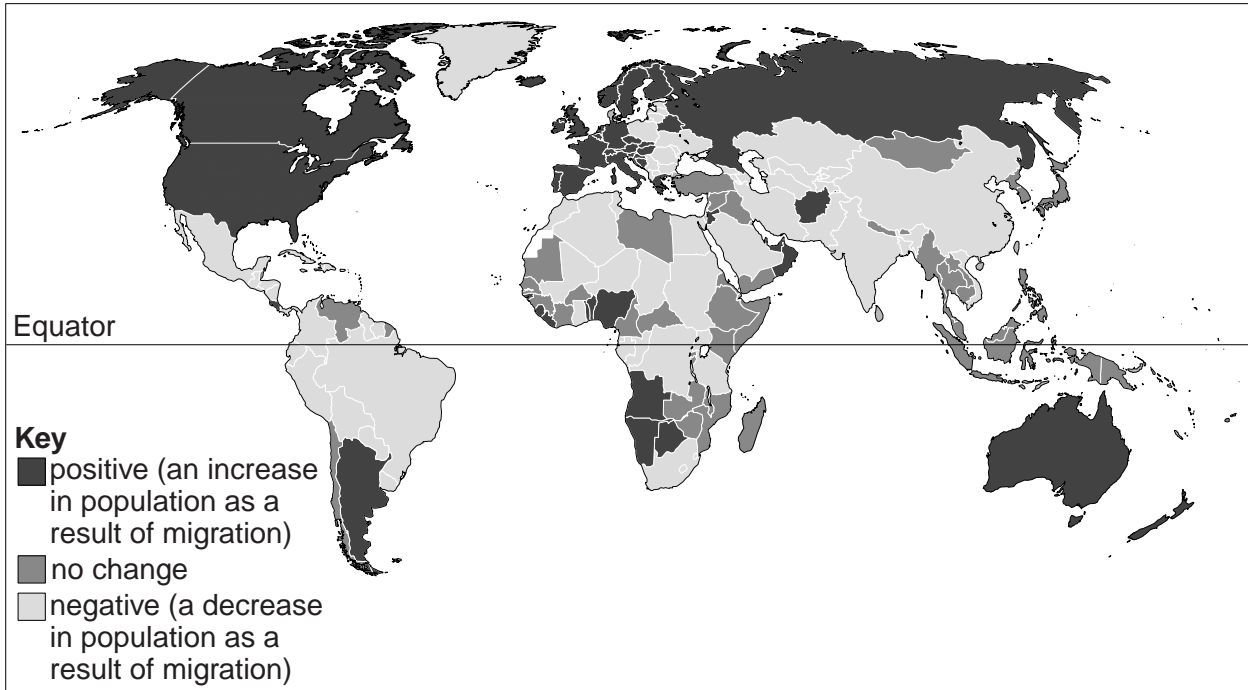 Equator
Key
positive (an increase
in population as a
result of migration)
no change
negative (a decrease
in population as a
result of migration)